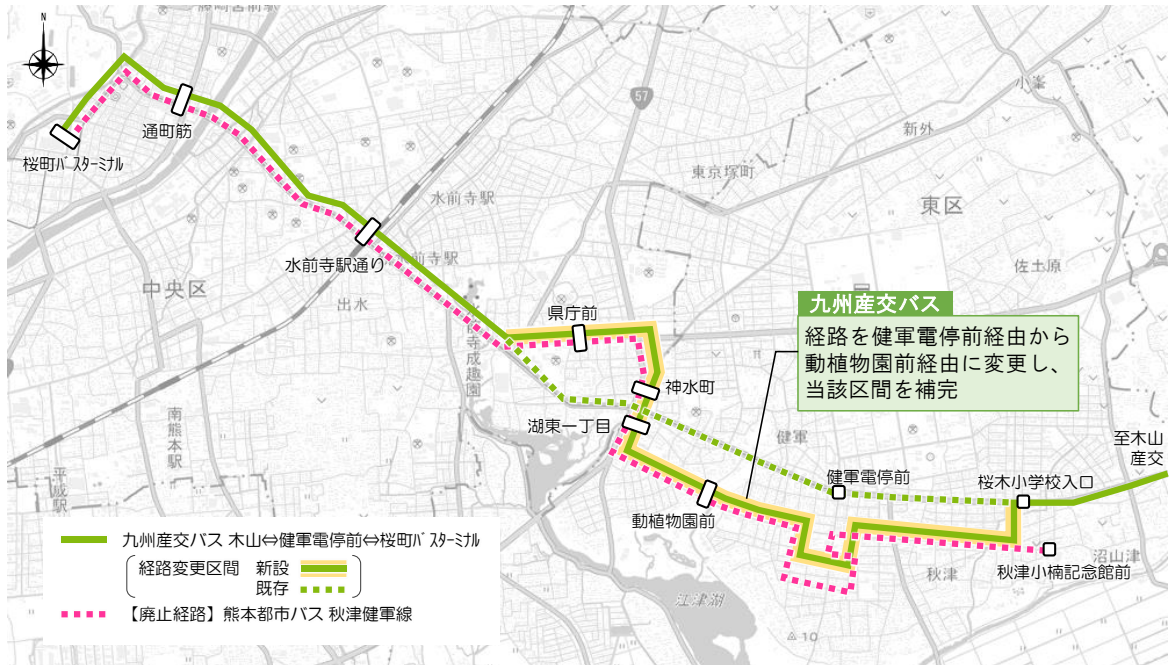 N
藤崎宮前駅
小峯
57
通町筋
新外
桜町バスターミナル
東京塚町
水前寺駅
東区
水前寺駅通り
新水前寺駅
佐土原
中央区
出水
県庁前
九州産交バス
経路を健軍電停前経由から
動植物園前経由に変更し、
当該区間を補完
水前寺成趣園
神水町
南熊本駅
湖東一丁目
健軍
至木山
産交
平成駅
健軍電停前
桜木小学校入口
動植物園前
九州産交バス 木山⇔健軍電停前⇔桜町バスターミナル
経路変更区間 新設
既存
沼山津
秋津
秋津小楠記念館前
江津湖
【廃止経路】熊本都市バス 秋津健軍線
10